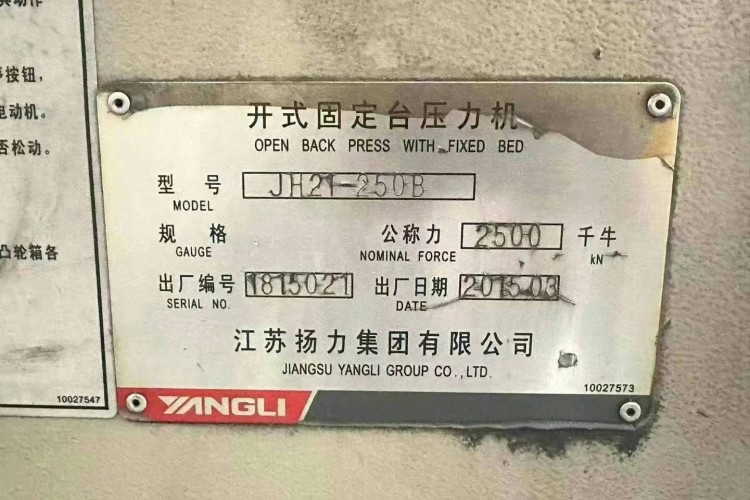 按钮,
电动机。
否松动。
凸轮箱各
10027547
开式固定台压力机
OPEN BACK PRESS WITH FIXED BED
型号 JH21-250B
MODEL
规格 公称力 2500 千牛
GAUGE NOMINAL FORCE kN
出厂编号 1815021 出厂日期 2015.03
SERIAL NO. DATE
江苏扬力集团有限公司
JIANGSU YANGLI GROUP CO.,LTD.
10027573
YANGLI